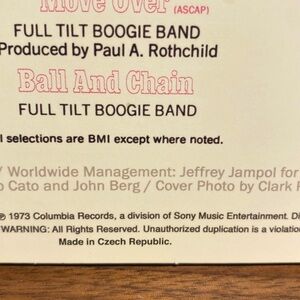 Move Over (ASCAP)
FULL TILT BOOGIE BAND
Produced by Paul A. Rothchild
Ball And Chain
FULL TILT BOOGIE BAND
l selections are BMI except where noted.
/ Worldwide Management: Jeffrey Jampol for
o Cato and John Berg / Cover Photo by Clark
℗ 1973 Columbia Records, a division of Sony Music Entertainment.
WARNING: All Rights Reserved. Unauthorized duplication is a violatio
Made in Czech Republic.